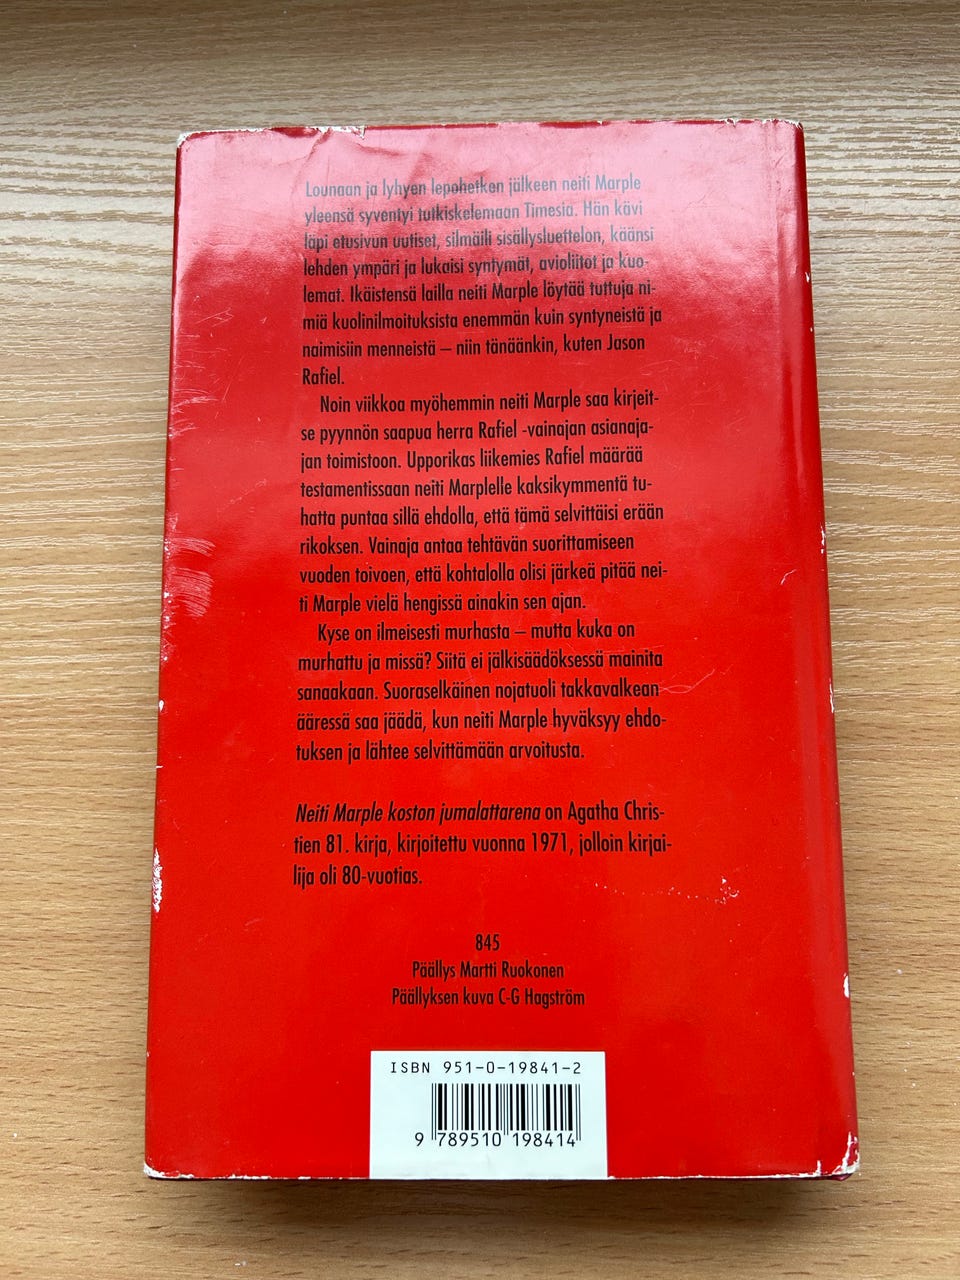 Lounaan ja lyhyen lepohetken jälkeen neiti Marple
yleensä syventyi tutkiskelemaan Timesia. Hän kävi
läpi etusivun uutiset, silmäili sisällysluettelon, käänsi
lehden ympäri ja lukaisi syntymät, avioliitot ja kuo-
lemat. Ikäistensä lailla neiti Marple löytää tuttuja ni-
miä kuolinilmoituksista enemmän kuin syntyneistä ja
naimisiin menneistä – niin tänäänkin, kuten Jason
Rafiel.
Noin viikkoa myöhemmin neiti Marple saa kirjeit-
se pyynnön saapua herra Rafiel -vainajan asianaja-
jan toimistoon. Upporikas liikemies Rafiel määrää
testamentissaan neiti Marplelle kaksikymmentä tu-
hatta puntaa sillä ehdolla, että tämä selvittäisi erään
rikoksen. Vainaja antaa tehtävän suorittamiseen
vuoden toivoen, että kohtalolla olisi järkeä pitää nei-
ti Marple vielä hengissä ainakin sen ajan.
Kyse on ilmeisesti murhasta – mutta kuka on
murhattu ja missä? Siitä ei jälkisäädöksessä mainita
sanaakaan. Suoraselkäinen nojatuoli takkavalkean
ääressä saa jäädä, kun neiti Marple hyväksyy ehdo-
tuksen ja lähtee selvittämään arvoitusta.
Neiti Marple koston jumalattarena on Agatha Chris-
tien 81. kirja, kirjoitettu vuonna 1971, jolloin kirjai-
lija oli 80-vuotias.
845
Päällys Martti Ruokonen
Päällyksen kuva C-G Hagström
ISBN 951-0-19841-2
9 789510 198414